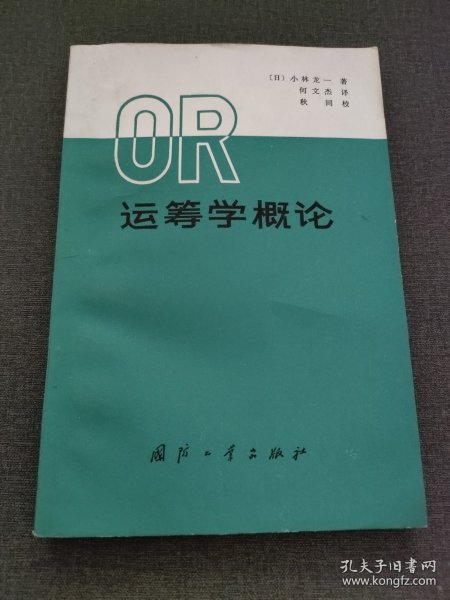 〔日〕小林龙一 著
何文杰 译
秋同 校
OR
运筹学概论
国防工业出版社
孔夫子旧书网
www.kongfz.com